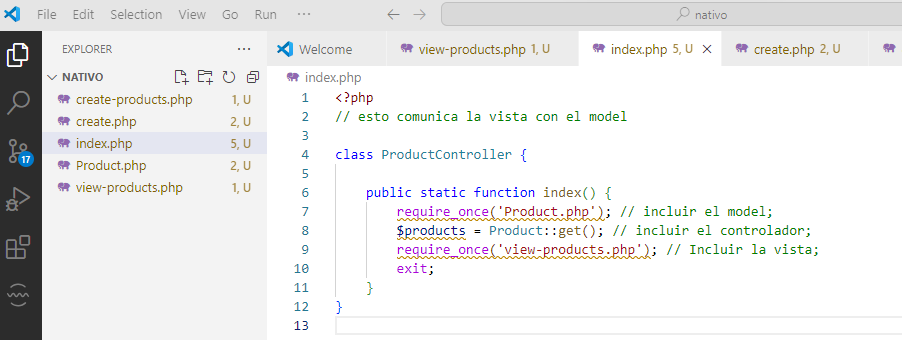 File Edit Selection View Go Run ··· nativo
EXPLORER ···
Welcome view-products.php 1, U index.php 5, U create.php 2, U
NATIVO
index.php
create-products.php 1, U
create.php 2, U
index.php 5, U
Product.php 2, U
view-products.php 1, U
17
1 <?php
2 // esto comunica la vista con el model
3
4 class ProductController {
5
6 public static function index() {
7 require_once('Product.php'); // incluir el model;
8 $products = Product::get(); // incluir el controlador;
9 require_once('view-products.php'); // Incluir la vista;
10 exit;
11 }
12 }
13